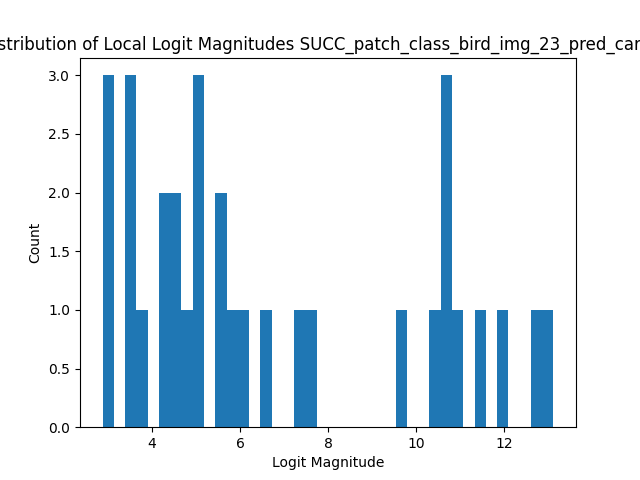 stribution of Local Logit Magnitudes SUCC_patch_class_bird_img_23_pred_car
3.0
2.5
2.0
1.5
1.0
0.5
0.0
Count
4 6 8 10 12
Logit Magnitude